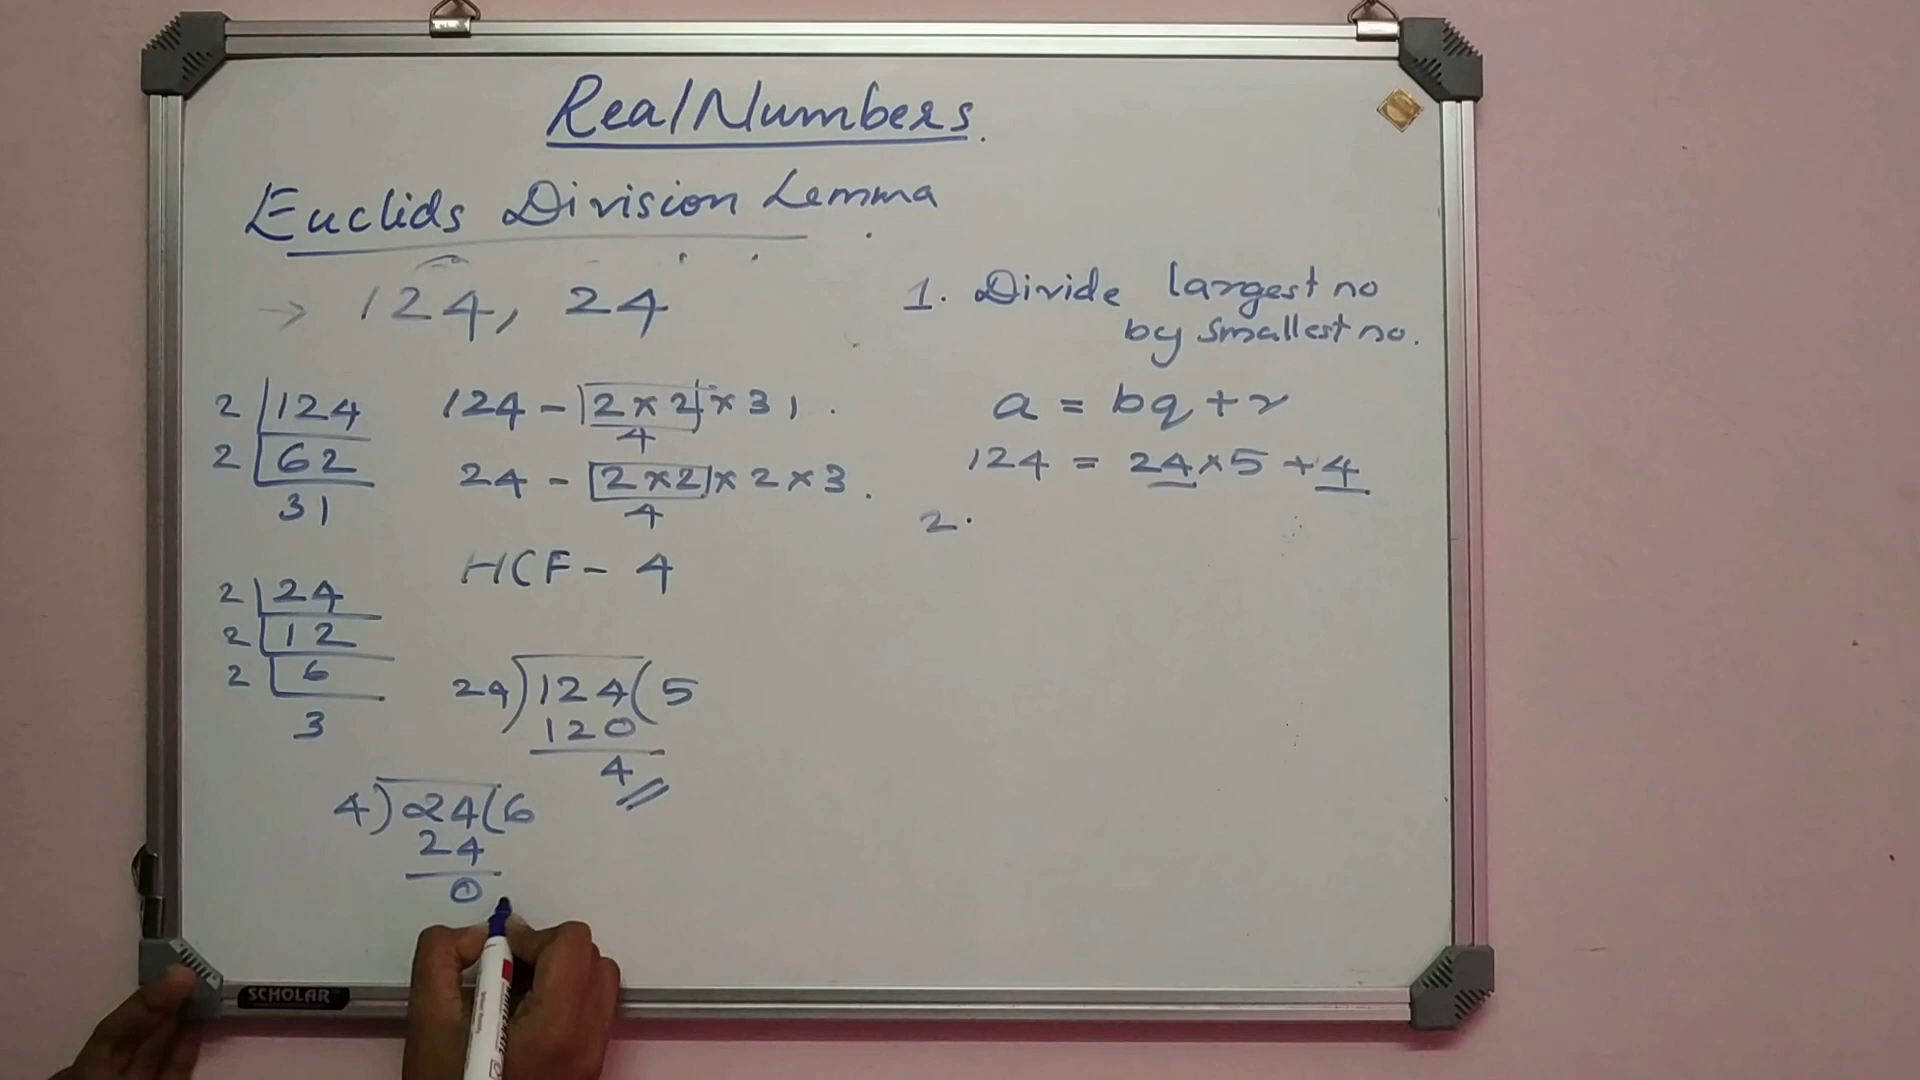 Real Numbers.
Euclids Division Lemma
→ 124, 24
2 124
2 62
31
2 24
2 12
2 6
3
124 - 2 × 2 × 31.
4
24 - 2 × 2 × 2 × 3.
4
HCF - 4
24) 124 ( 5
120
4
4) 24 ( 6
24
0
1. Divide largest no
by smallest no.
a = bq + r
124 = 24 × 5 + 4
2.
SCHOLAR